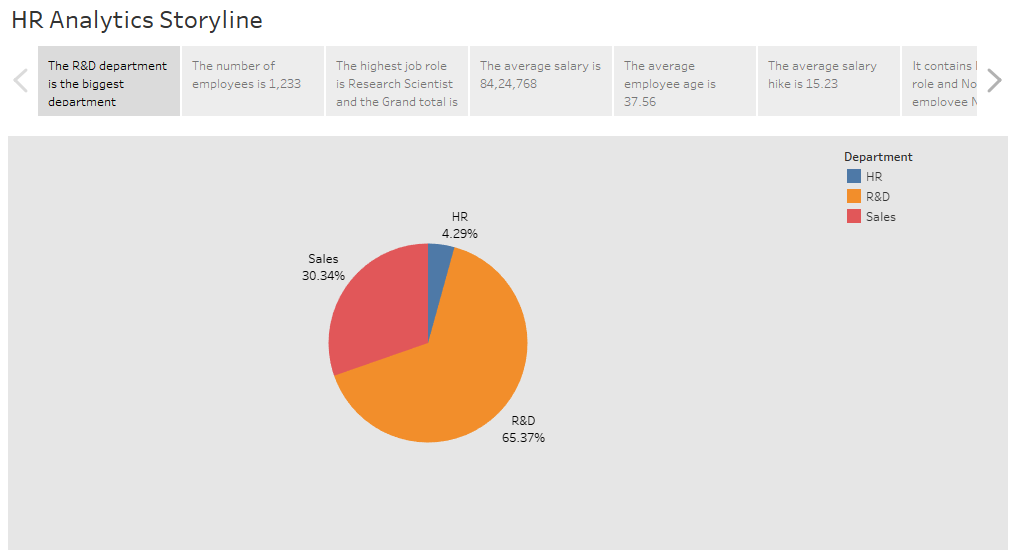 HR Analytics Storyline
The R&D department
is the biggest
department
The number of
employees is 1,233
The highest job role
is Research Scientist
and the Grand total is
The average salary is
84,24,768
The average
employee age is
37.56
The average salary
hike is 15.23
It contains
role and No
employee
Department
HR
R&D
Sales
HR
4.29%
Sales
30.34%
R&D
65.37%